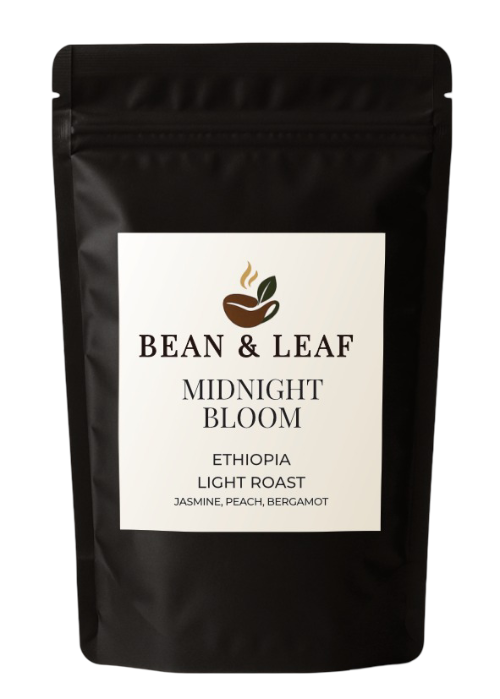 BEAN & LEAF
MIDNIGHT
BLOOM
ETHIOPIA
LIGHT ROAST
JASMINE, PEACH, BERGAMOT